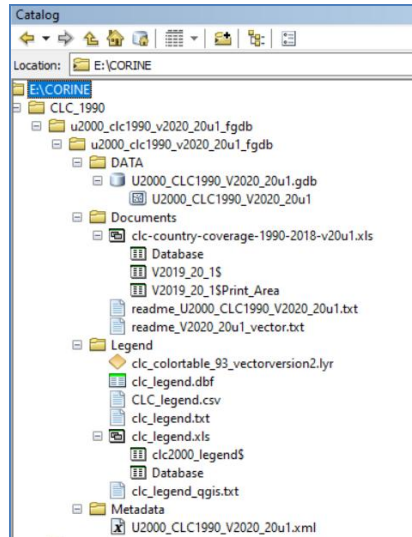 Catalog
Location: E:\CORINE
E:\CORINE
CLC_1990
u2000_clc1990_v2020_20u1_fgdb
u2000_clc1990_v2020_20u1_fgdb
DATA
U2000_CLC1990_V2020_20u1.gdb
U2000_CLC1990_V2020_20u1
Documents
clc-country-coverage-1990-2018-v20u1.xls
Database
V2019_20_1$
V2019_20_1$Print_Area
readme_U2000_CLC1990_V2020_20u1.txt
readme_V2020_20u1_vector.txt
Legend
clc_colortable_93_vectorversion2.lyr
clc_legend.dbf
CLC_legend.csv
clc_legend.txt
clc_legend.xls
clc2000_legend$
Database
clc_legend_qgis.txt
Metadata
U2000_CLC1990_V2020_20u1.xml